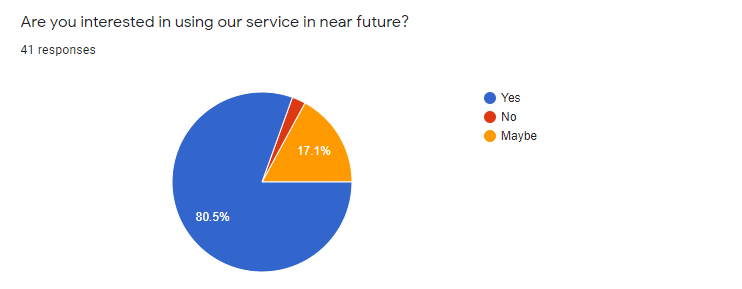 Are you interested in using our service in near future?
41 responses
Yes
No
Maybe
17.1%
80.5%